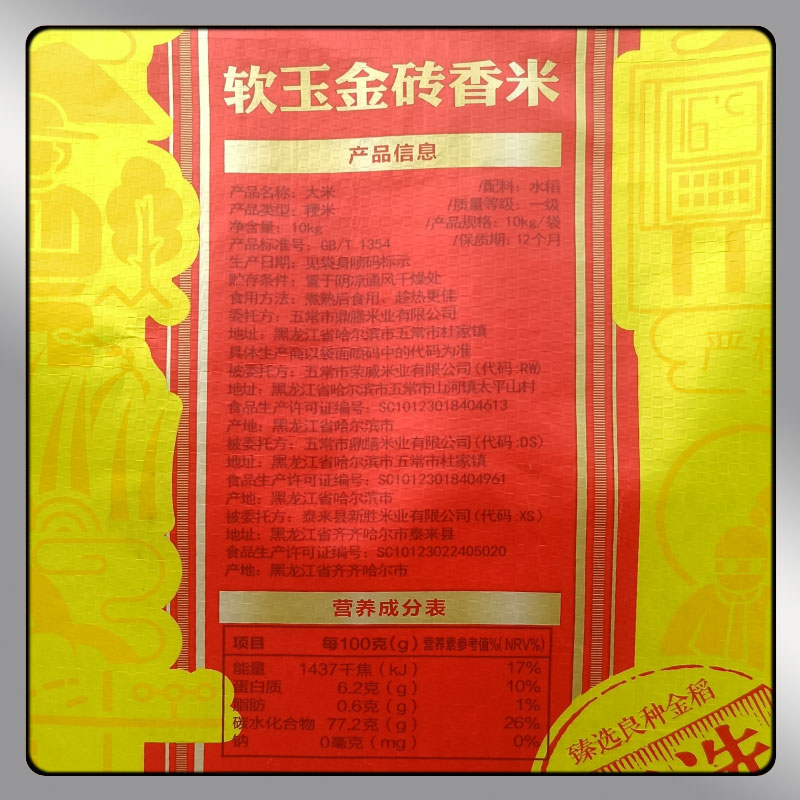 软玉金砖香米
产品信息
产品名称：大米 /配料：水稻
产品类型：粳米 /质量等级：一级
净含量：10kg /产品规格：10kg/袋
产品标准号：GB/T 1354 /保质期：12个月
生产日期：见袋身喷码标示
贮存条件：置于阴凉通风干燥处
食用方法：煮熟后食用、趁热更佳
委托方：五常市鼎膳米业有限公司
地址：黑龙江省哈尔滨市五常市杜家镇
具体生产商以袋面喷码中的代码为准
被委托方：五常市荣威米业有限公司(代码:RW)
地址：黑龙江省哈尔滨市五常市山河镇太平山村
食品生产许可证编号：SC10123018404613
产地：黑龙江省哈尔滨市
被委托方：五常市鼎膳米业有限公司(代码:DS)
地址：黑龙江省哈尔滨市五常市杜家镇
食品生产许可证编号：SC10123018404961
产地：黑龙江省哈尔滨市
被委托方：泰来县新胜米业有限公司(代码:XS)
地址：黑龙江省齐齐哈尔市泰来县
食品生产许可证编号：SC10123022405020
产地：黑龙江省齐齐哈尔市
营养成分表
项目 每100克(g) 营养素参考值%(NRV%)
能量 1437千焦(kJ) 17%
蛋白质 6.2克(g) 10%
脂肪 0.6克(g) 1%
碳水化合物 77.2克(g) 26%
钠 0毫克(mg) 0%
臻选良种金稻